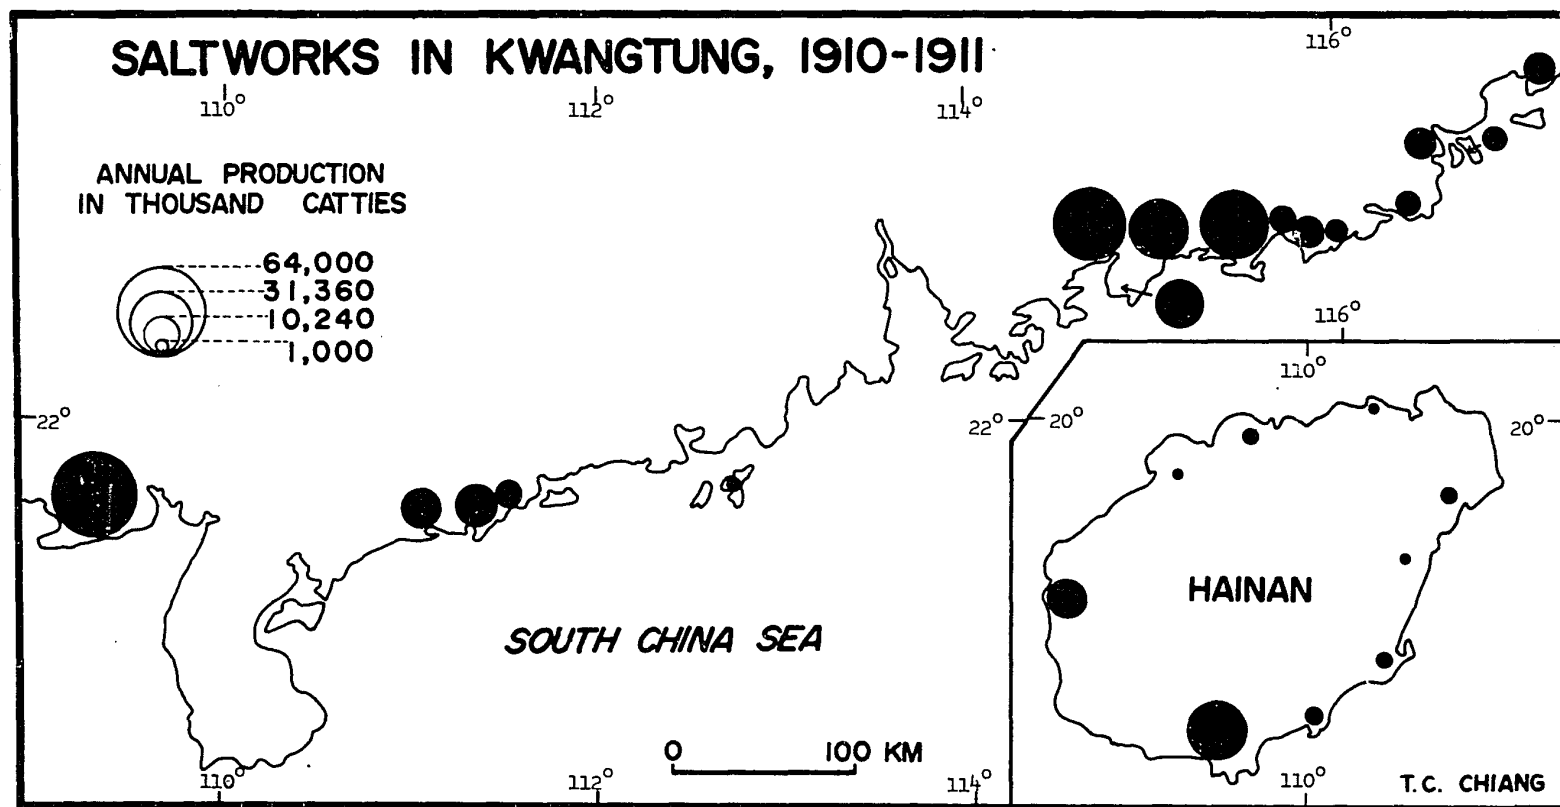 SALTWORKS IN KWANGTUNG, 1910-1911
116°
110°
112°
114°
ANNUAL PRODUCTION
IN THOUSAND CATTIES
64,000
31,360
10,240
1,000
116°
110°
22°
22°
20°
20°
HAINAN
SOUTH CHINA SEA
0 100 KM
110°
112°
114°
110°
T.C. CHIANG